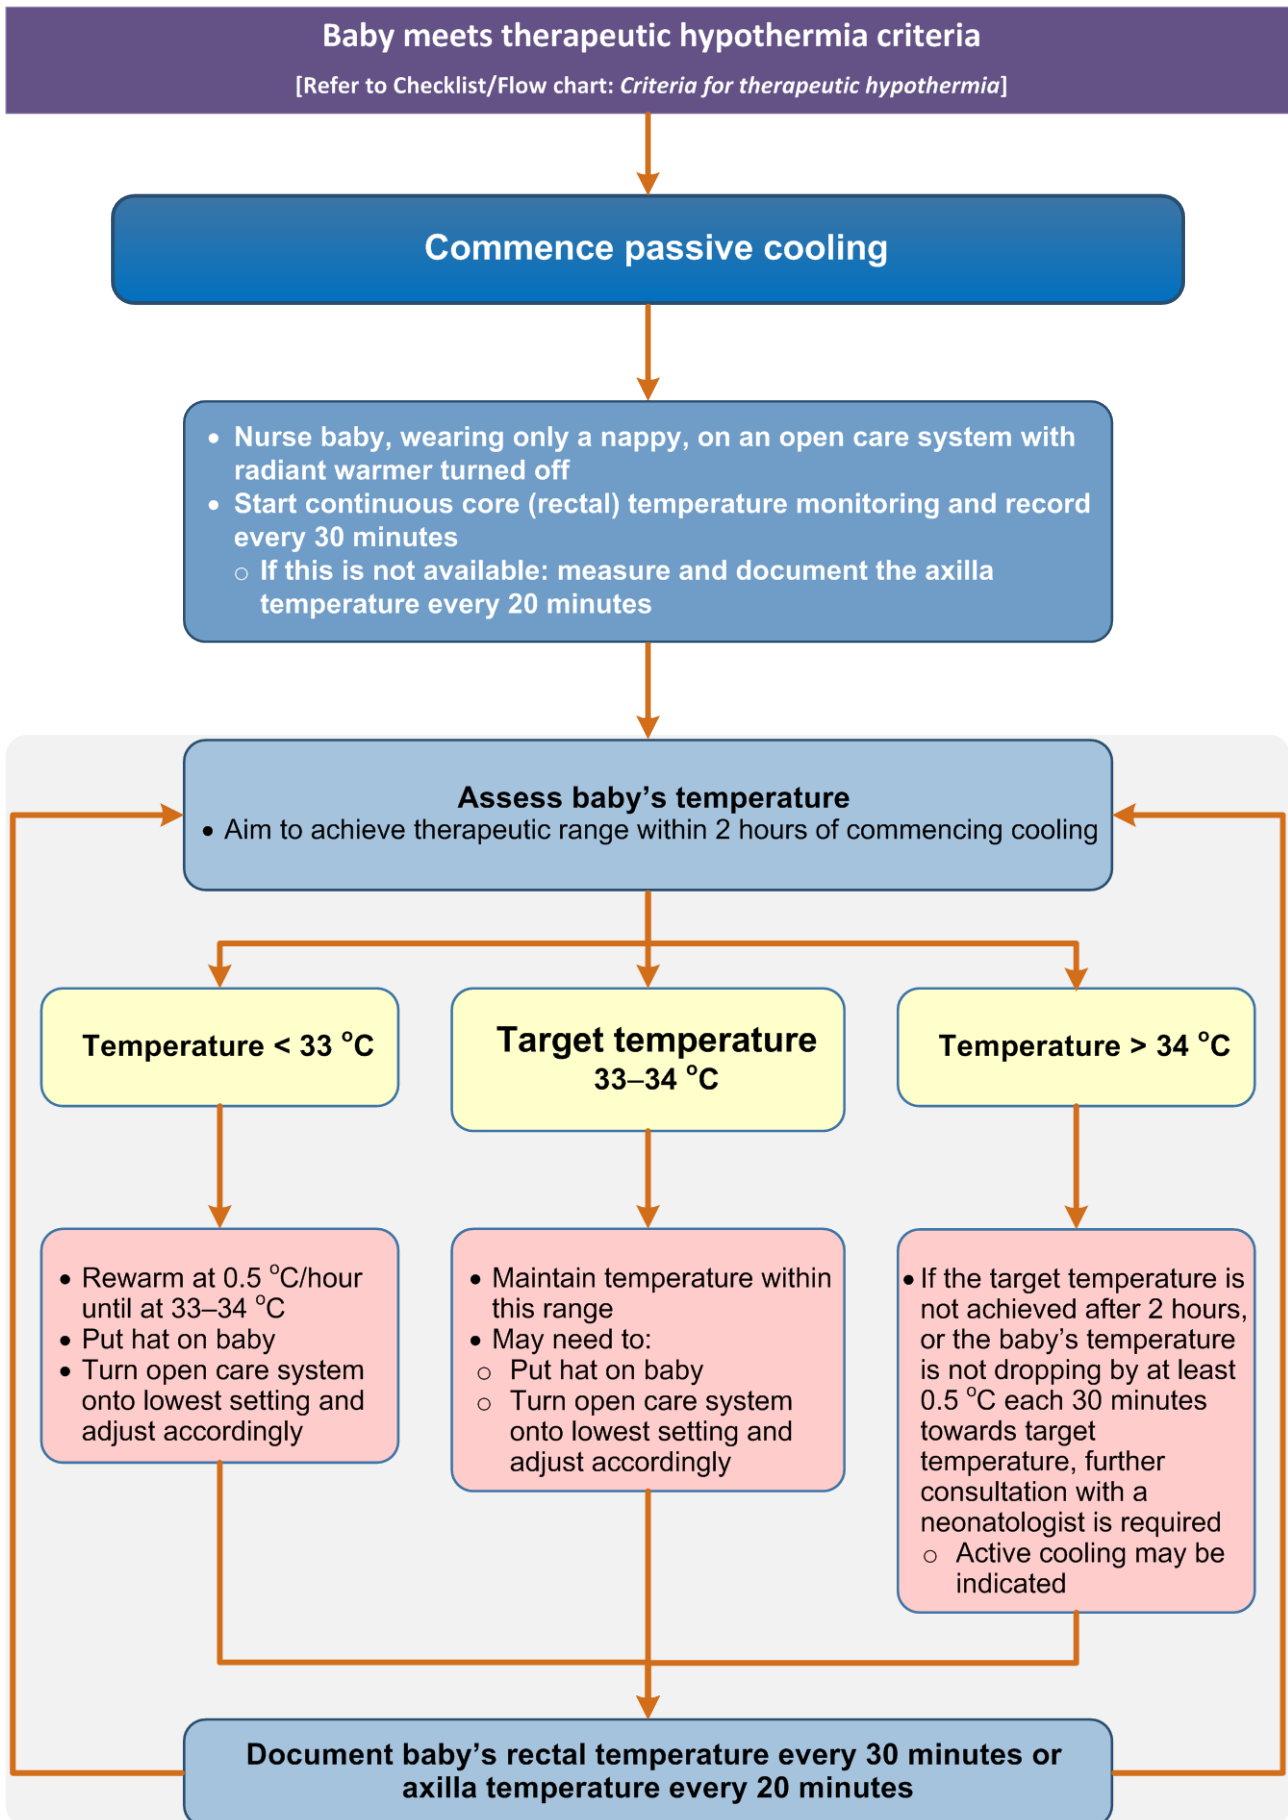 Baby meets therapeutic hypothermia criteria
[Refer to Checklist/Flow chart: Criteria for therapeutic hypothermia]
Commence passive cooling
• Nurse baby, wearing only a nappy, on an open care system with
radiant warmer turned off
• Start continuous core (rectal) temperature monitoring and record
every 30 minutes
o If this is not available: measure and document the axilla
temperature every 20 minutes
Assess baby’s temperature
• Aim to achieve therapeutic range within 2 hours of commencing cooling
Temperature < 33 °C
Target temperature
33–34 °C
Temperature > 34 °C
• Rewarm at 0.5 °C/hour
until at 33–34 °C
• Put hat on baby
• Turn open care system
onto lowest setting and
adjust accordingly
• Maintain temperature within
this range
• May need to:
o Put hat on baby
o Turn open care system
onto lowest setting and
adjust accordingly
• If the target temperature is
not achieved after 2 hours,
or the baby’s temperature
is not dropping by at least
0.5 °C each 30 minutes
towards target
temperature, further
consultation with a
neonatologist is required
o Active cooling may be
indicated
Document baby’s rectal temperature every 30 minutes or
axilla temperature every 20 minutes